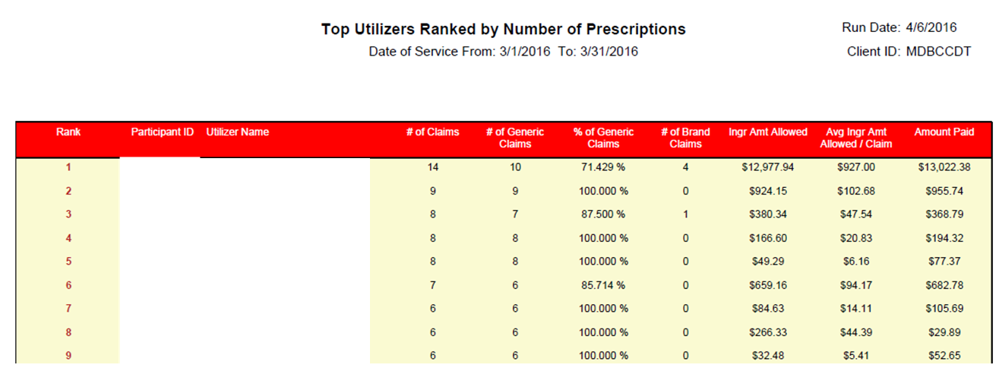 Top Utilizers Ranked by Number of Prescriptions
Run Date: 4/6/2016
Date of Service From: 3/1/2016 To: 3/31/2016
Client ID: MDBCCDT
Rank Participant ID Utilizer Name # of Claims # of Generic Claims % of Generic Claims # of Brand Claims Ingr Amt Allowed Avg Ingr Amt Allowed / Claim Amount Paid
1 14 10 71.429 % 4 $12,977.94 $927.00 $13,022.38
2 9 9 100.000 % 0 $924.15 $102.68 $955.74
3 8 7 87.500 % 1 $380.34 $47.54 $368.79
4 8 8 100.000 % 0 $166.60 $20.83 $194.32
5 8 8 100.000 % 0 $49.29 $6.16 $77.37
6 7 6 85.714 % 0 $659.16 $94.17 $682.78
7 6 6 100.000 % 0 $84.63 $14.11 $105.69
8 6 6 100.000 % 0 $266.33 $44.39 $29.89
9 6 6 100.000 % 0 $32.48 $5.41 $52.65